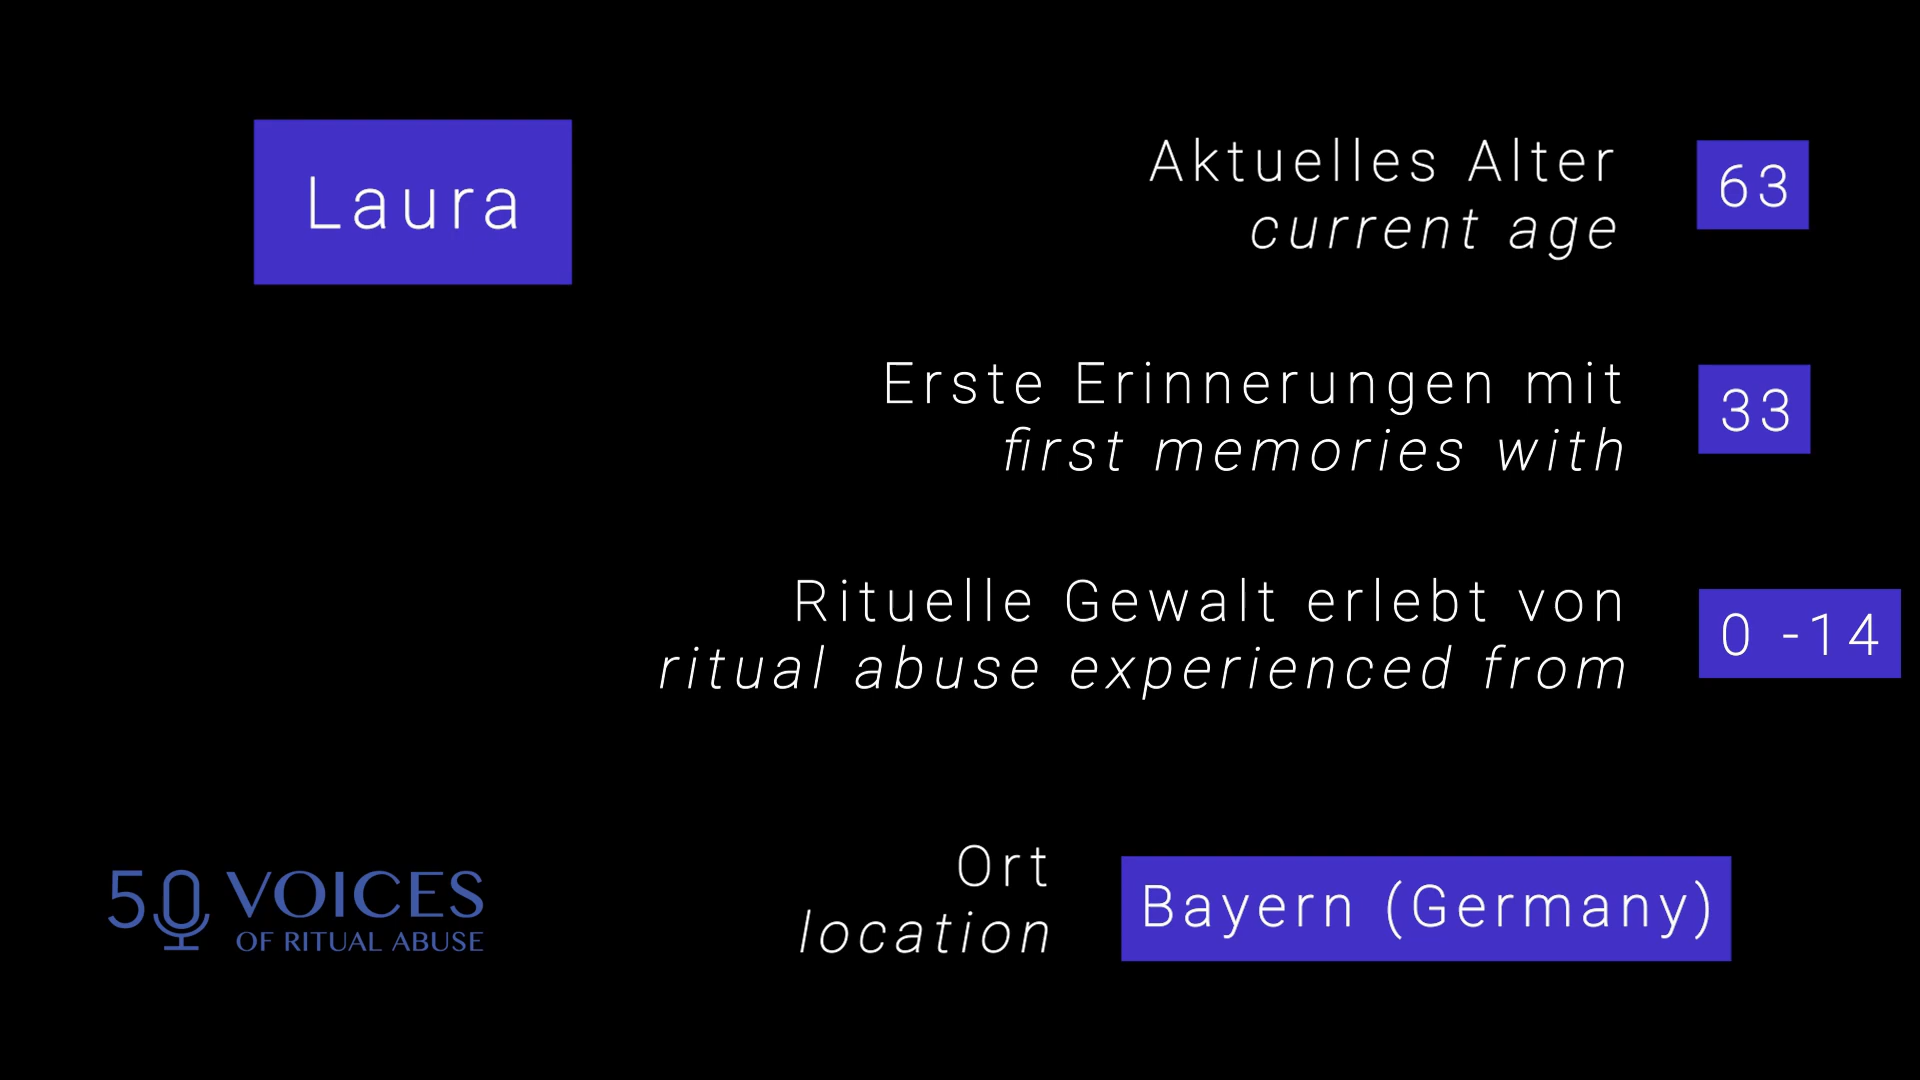 Laura
Aktuelles Alter
current age
63
Erste Erinnerungen mit
first memories with
33
Rituelle Gewalt erlebt von
ritual abuse experienced from
0 -14
Ort
location
Bayern (Germany)
50 VOICES
OF RITUAL ABUSE